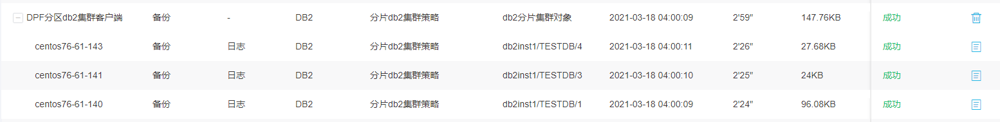 DPF分区db2集群客户端 备份 - DB2 分片db2集群策略 db2分片集群对象 2021-03-18 04:00:09 2'59" 147.76KB 成功
centos76-61-143 备份 日志 DB2 分片db2集群策略 db2inst1/TESTDB/4 2021-03-18 04:00:11 2'26" 27.68KB 成功
centos76-61-141 备份 日志 DB2 分片db2集群策略 db2inst1/TESTDB/3 2021-03-18 04:00:10 2'25" 24KB 成功
centos76-61-140 备份 日志 DB2 分片db2集群策略 db2inst1/TESTDB/1 2021-03-18 04:00:09 2'24" 96.08KB 成功